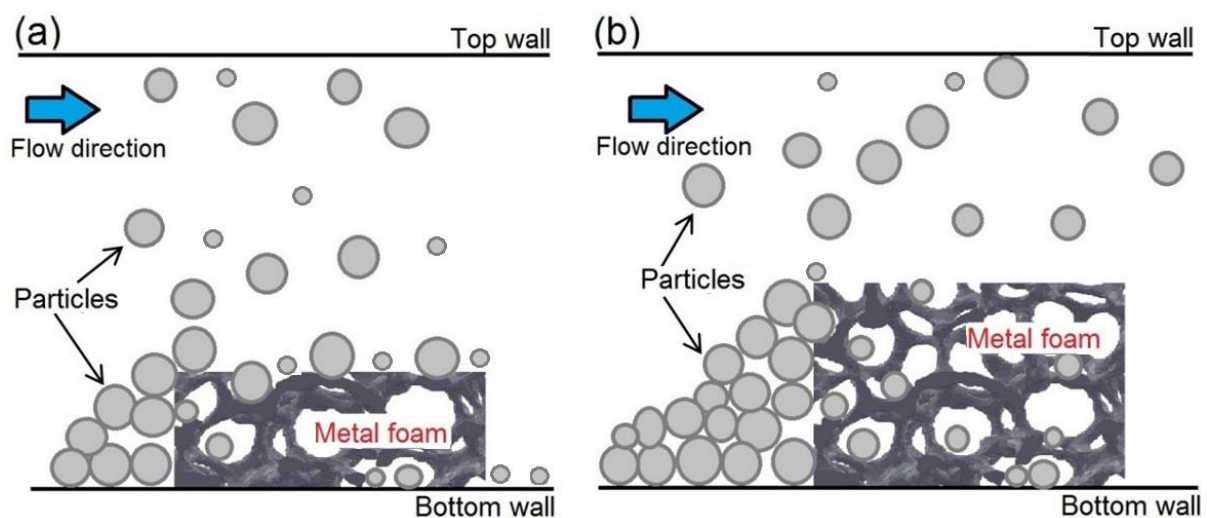 (a)
Top wall
Flow direction
Particles
Metal foam
Bottom wall
(b)
Top wall
Flow direction
Particles
Metal foam
Bottom wall